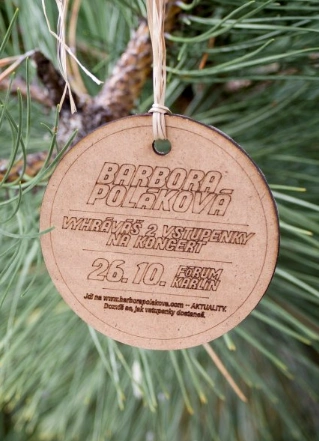 BARBORA
POLÁKOVÁ
VYHRÁVÁŠ 2 VSTUPENKY
NA KONCERT
26. 10. FORUM
KARLÍN
Jdi na www.barborapolakova.com -- AKTUALITY.
Dozvíš se, jak vstupenky dostaneš.